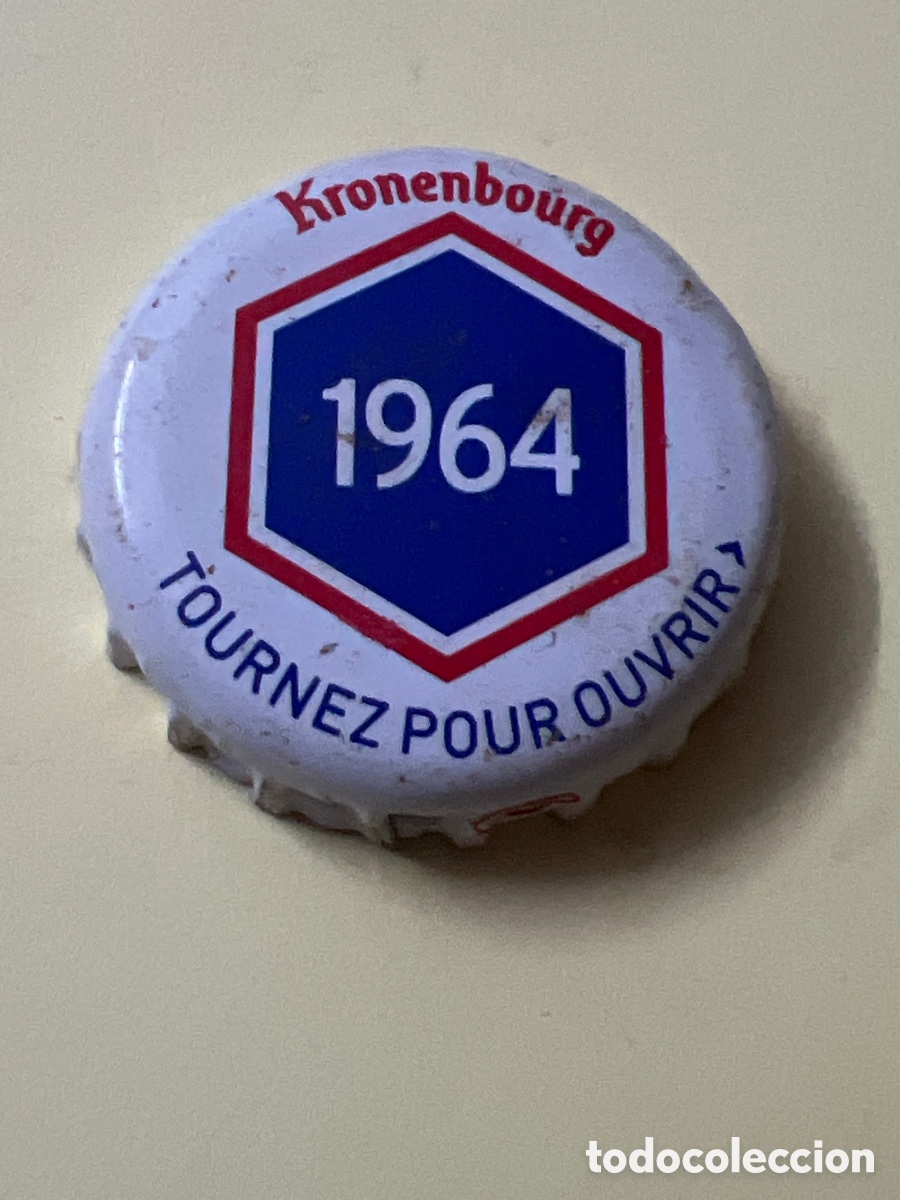 Kronenbourg
1964
TOURNEZ POUR OUVRIR >
todocoleccion